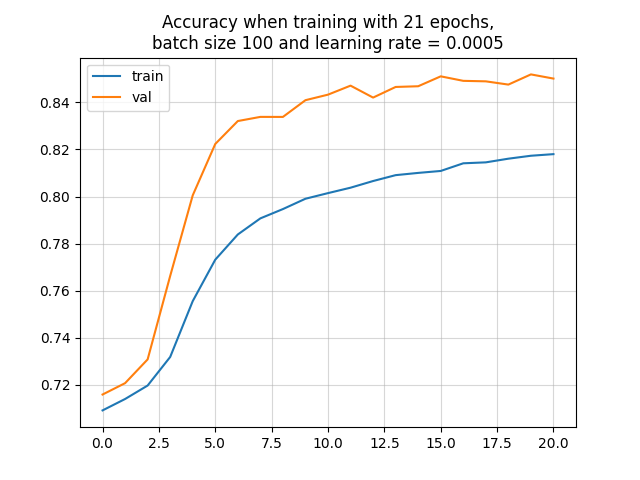 Accuracy when training with 21 epochs,
batch size 100 and learning rate = 0.0005
train
val
0.84
0.82
0.80
0.78
0.76
0.74
0.72
0.0 2.5 5.0 7.5 10.0 12.5 15.0 17.5 20.0